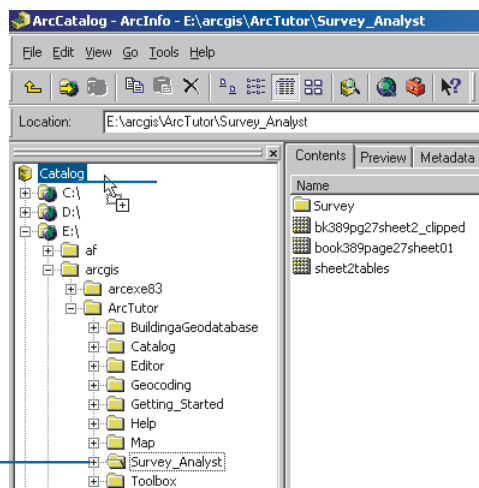 ArcCatalog - ArcInfo - E:\arcgis\ArcTutor\Survey_Analyst
File Edit View Go Tools Help
Location: E:\arcgis\ArcTutor\Survey_Analyst
Catalog
C:\
D:\
E:\
af
arcgis
arcexe83
ArcTutor
BuildingaGeodatabase
Catalog
Editor
Geocoding
Getting_Started
Help
Map
Survey_Analyst
Toolbox
Contents Preview Metadata
Name
Survey
bk389pg27sheet2_clipped
book389page27sheet01
sheet2tables